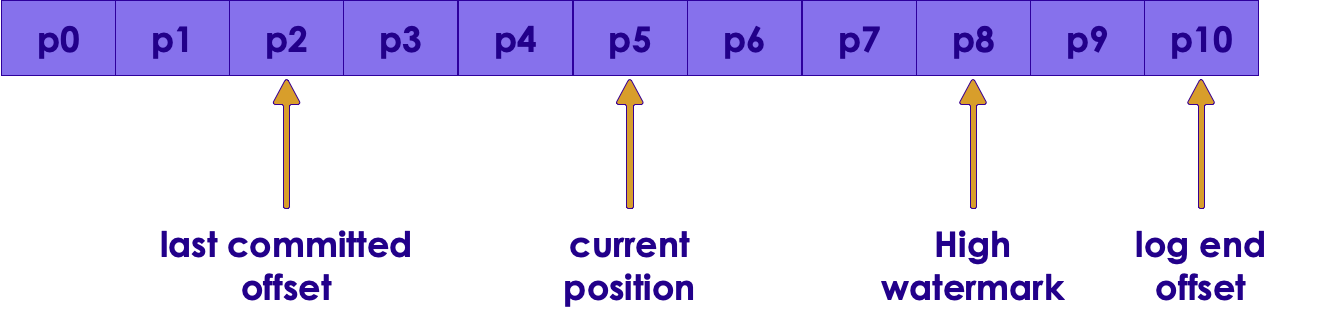 p0 p1 p2 p3 p4 p5 p6 p7 p8 p9 p10
last committed
offset
current
position
High
watermark
log end
offset